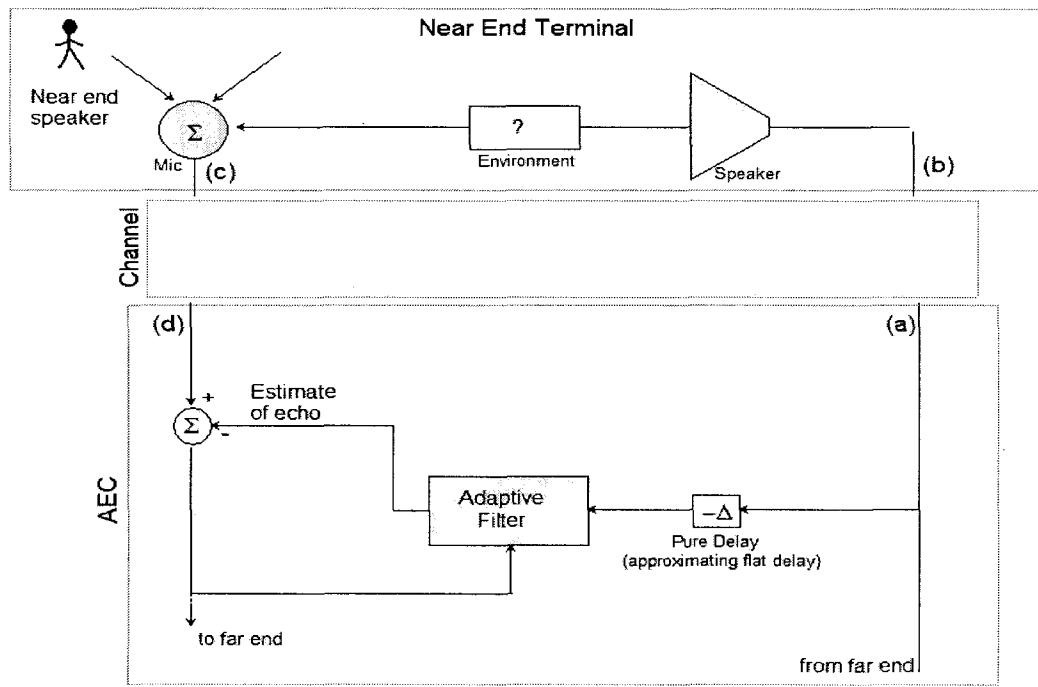 Near End Terminal
Near end
speaker
Σ
Mic
(c)
?
Environment
Speaker
(b)
Channel
(d)
(a)
+
Σ
-
Estimate
of echo
AEC
Adaptive
Filter
-Δ
Pure Delay
(approximating flat delay)
to far end
from far end